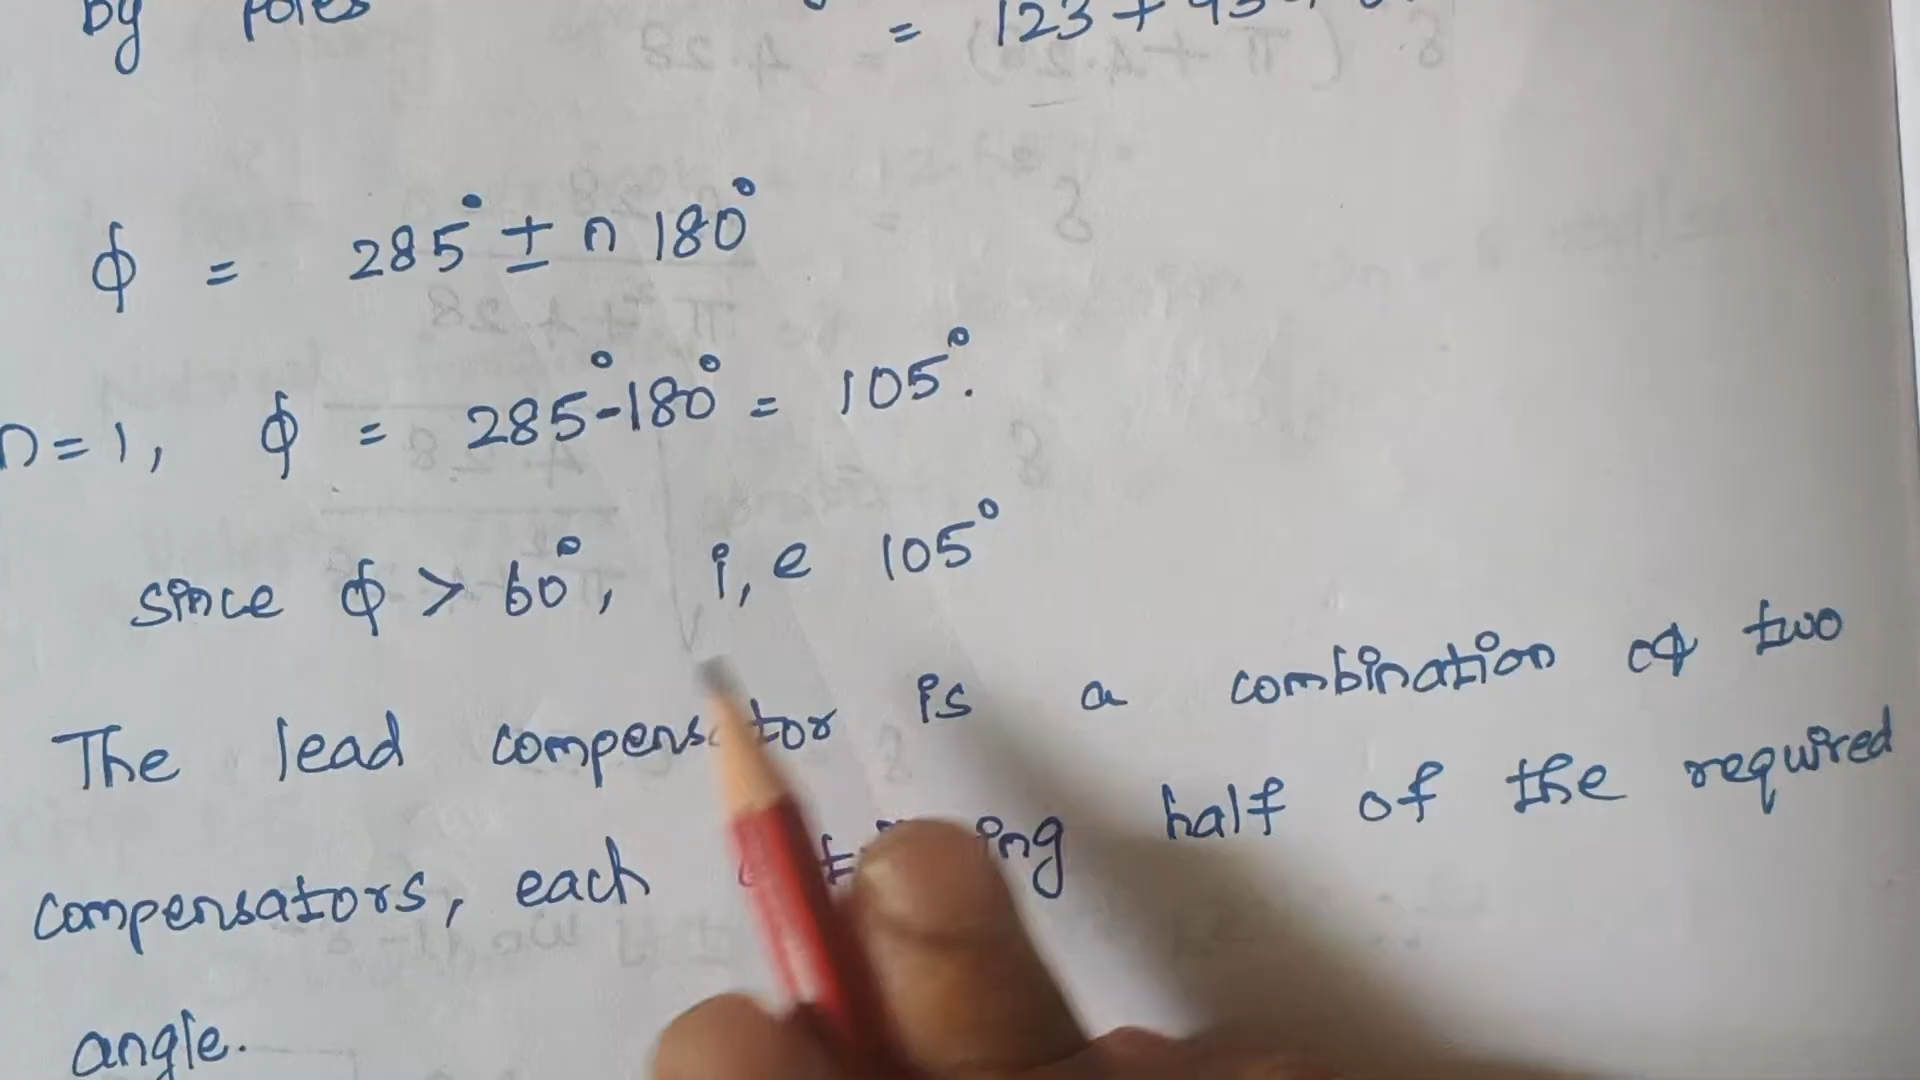 by poles
= 123 +
φ = 285° ± n 180°
n=1, φ = 285°-180° = 105°.
since φ > 60°, i,e 105°
The lead compensator is a combination of two
compensators, each half of the required
angle.